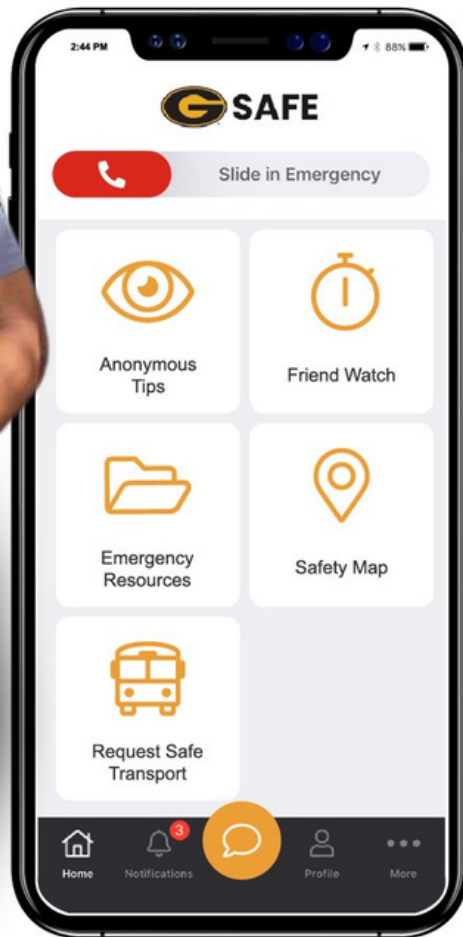 2:44 PM
88%
G SAFE
Slide in Emergency
Anonymous
Tips
Friend Watch
Emergency
Resources
Safety Map
Request Safe
Transport
3
Home
Notifications
Profile
More